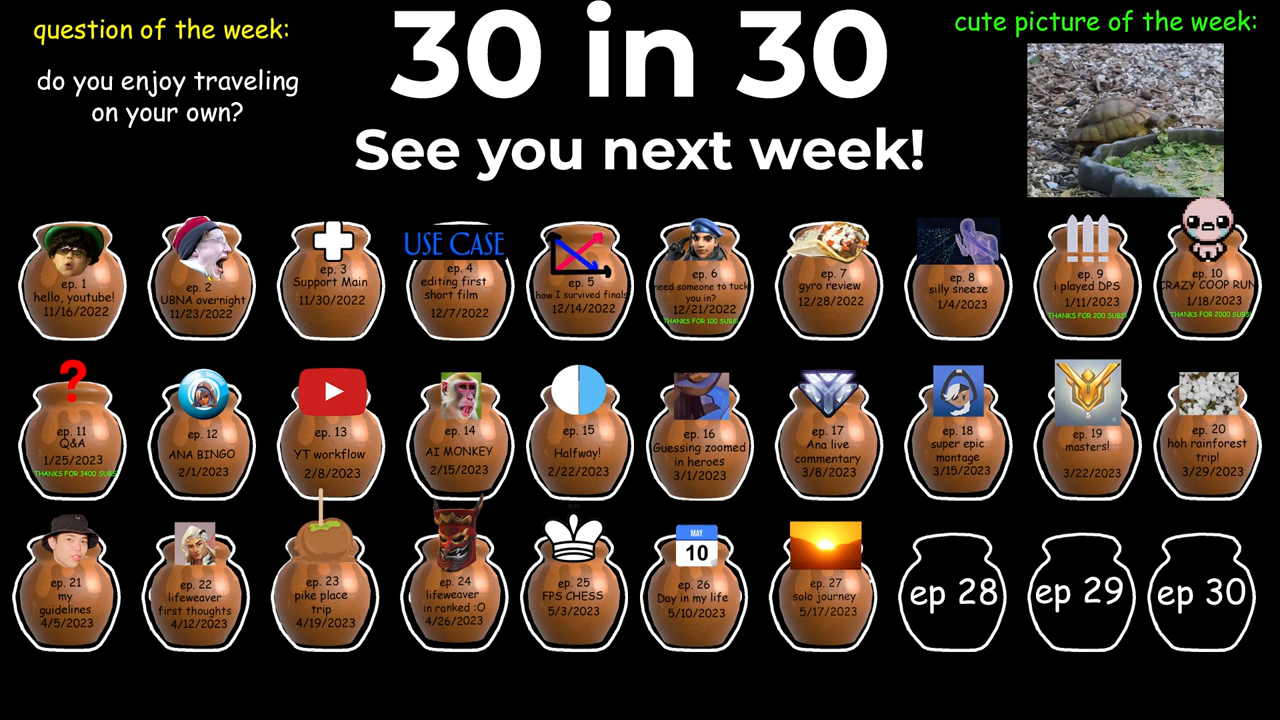 question of the week:
do you enjoy traveling
on your own?
30 in 30
See you next week!
cute picture of the week:
ep. 1
hello, youtube!
11/16/2022
ep. 2
UBNA overnight
11/23/2022
ep. 3
Support Main
11/30/2022
USE CASE
ep. 4
editing first
short film
12/7/2022
ep. 5
how I survived finals
12/14/2022
ep. 6
need someone to tuck
you in?
12/21/2022
THANKS FOR 100 SUBS!
ep. 7
gyro review
12/28/2022
ep. 8
silly sneeze
1/4/2023
ep. 9
i played DPS
1/11/2023
THANKS FOR 200 SUBS!
ep. 10
CRAZY COOP RUN
1/18/2023
THANKS FOR 2000 SUBS!
?
ep. 11
Q&A
1/25/2023
THANKS FOR 3400 SUBS
ep. 12
ANA BINGO
2/1/2023
ep. 13
YT workflow
2/8/2023
ep. 14
AI MONKEY
2/15/2023
ep. 15
Halfway!
2/22/2023
ep. 16
Guessing zoomed
in heroes
3/1/2023
ep. 17
Ana live
commentary
3/8/2023
ep. 18
super epic
montage
3/15/2023
S
ep. 19
masters!
3/22/2023
ep. 20
hoh rainforest
trip!
3/29/2023
ep. 21
my
guidelines
4/5/2023
ep. 22
lifeweaver
first thoughts
4/12/2023
ep. 23
pike place
trip
4/19/2023
ep. 24
lifeweaver
in ranked :O
4/26/2023
ep. 25
FPS CHESS
5/3/2023
MAY
10
ep. 26
Day in my life
5/10/2023
ep. 27
solo journey
5/17/2023
ep 28
ep 29
ep 30